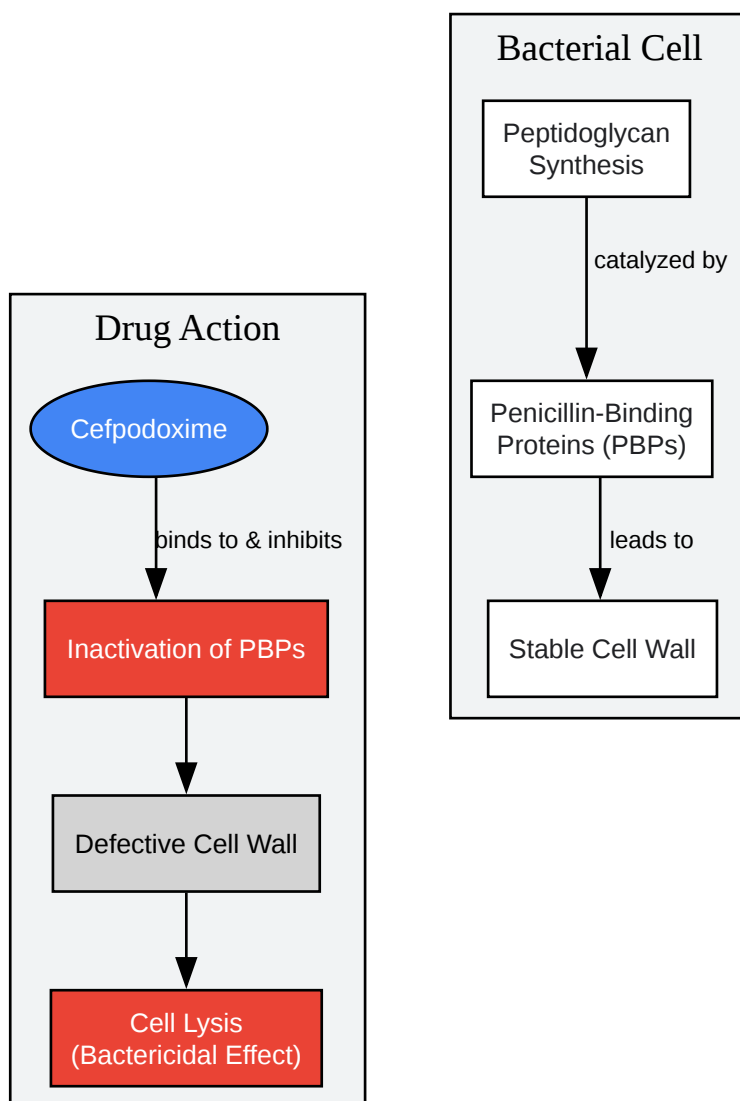 Bacterial Cell
Peptidoglycan
Synthesis
catalyzed by
Penicillin-Binding
Proteins (PBPs)
leads to
Stable Cell Wall
Drug Action
Cefpodoxime
binds to & inhibits
Inactivation of PBPs
Defective Cell Wall
Cell Lysis
(Bactericidal Effect)